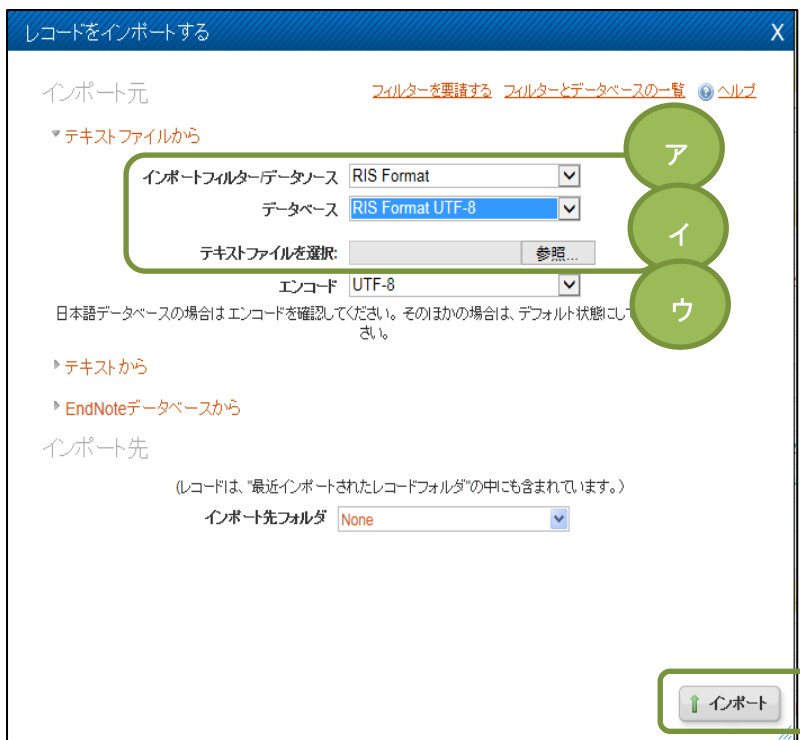 レコードをインポートする X
インポート元 フィルターを要請する フィルターとデータベースの一覧 ヘルプ
テキストファイルから
ア
インポートフィルター/データソース RIS Format
データベース RIS Format UTF-8
イ
テキストファイルを選択: 参照...
エンコード UTF-8
ウ
日本語データベースの場合はエンコードを確認してください。そのほかの場合は、デフォルト状態にして
さい。
テキストから
EndNoteデータベースから
インポート先
(レコードは、"最近インポートされたレコードフォルダ"の中にも含まれています。)
インポート先フォルダ None
インポート